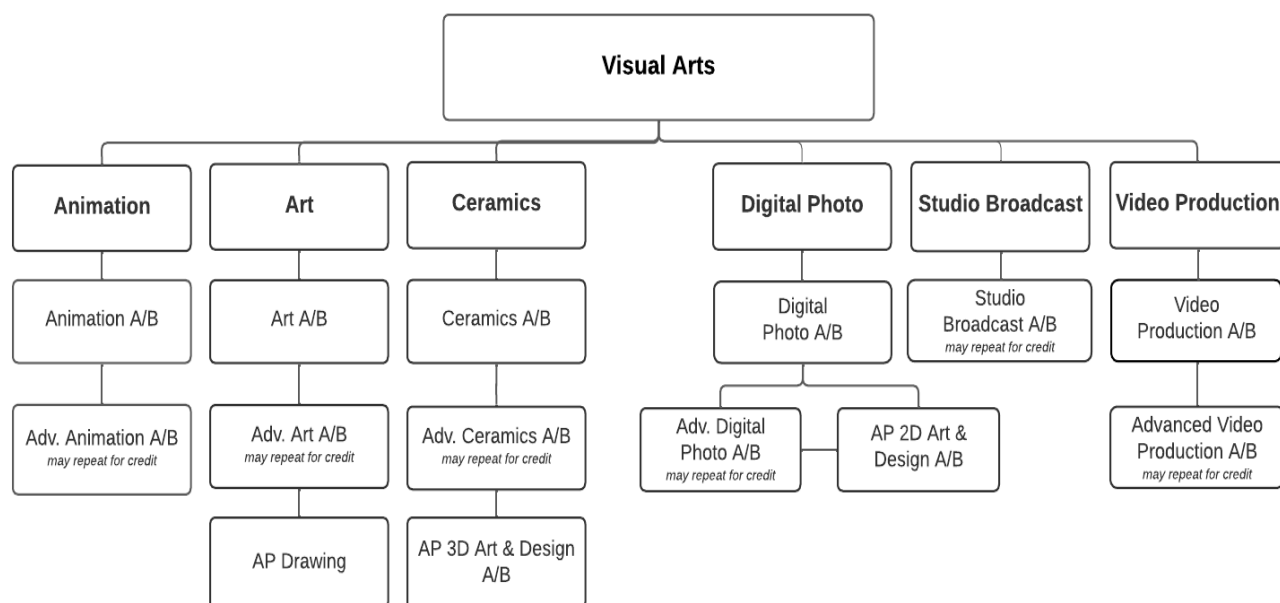 Visual Arts
Animation
Art
Ceramics
Digital Photo
Studio Broadcast
Video Production
Animation A/B
Art A/B
Ceramics A/B
Digital
Photo A/B
Studio
Broadcast A/B
may repeat for credit
Video
Production A/B
Adv. Animation A/B
may repeat for credit
Adv. Art A/B
may repeat for credit
Adv. Ceramics A/B
may repeat for credit
Adv. Digital
Photo A/B
may repeat for credit
AP 2D Art &
Design A/B
Advanced Video
Production A/B
may repeat for credit
AP Drawing
AP 3D Art & Design
A/B